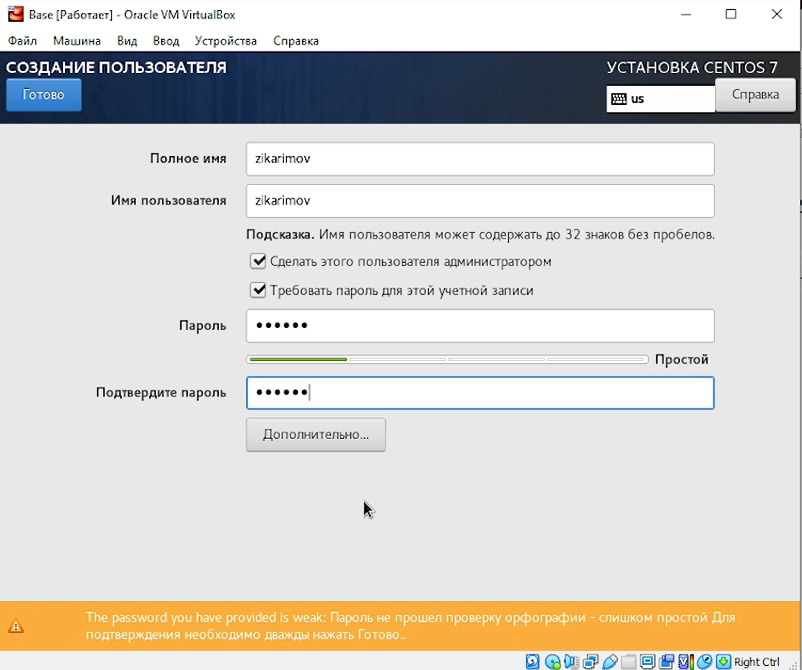 Base [Работает] - Oracle VM VirtualBox
Файл Машина Вид Ввод Устройства Справка
СОЗДАНИЕ ПОЛЬЗОВАТЕЛЯ
УСТАНОВКА CENTOS 7
Готово
us
Справка
Полное имя
zikarimov
Имя пользователя
zikarimov
Подсказка. Имя пользователя может содержать до 32 знаков без пробелов.
Сделать этого пользователя администратором
Требовать пароль для этой учетной записи
Пароль
••••••
Простой
Подтвердите пароль
••••••
Дополнительно...
The password you have provided is weak: Пароль не прошел проверку орфографии - слишком простой Для
подтверждения необходимо дважды нажать Готово..
Right Ctrl